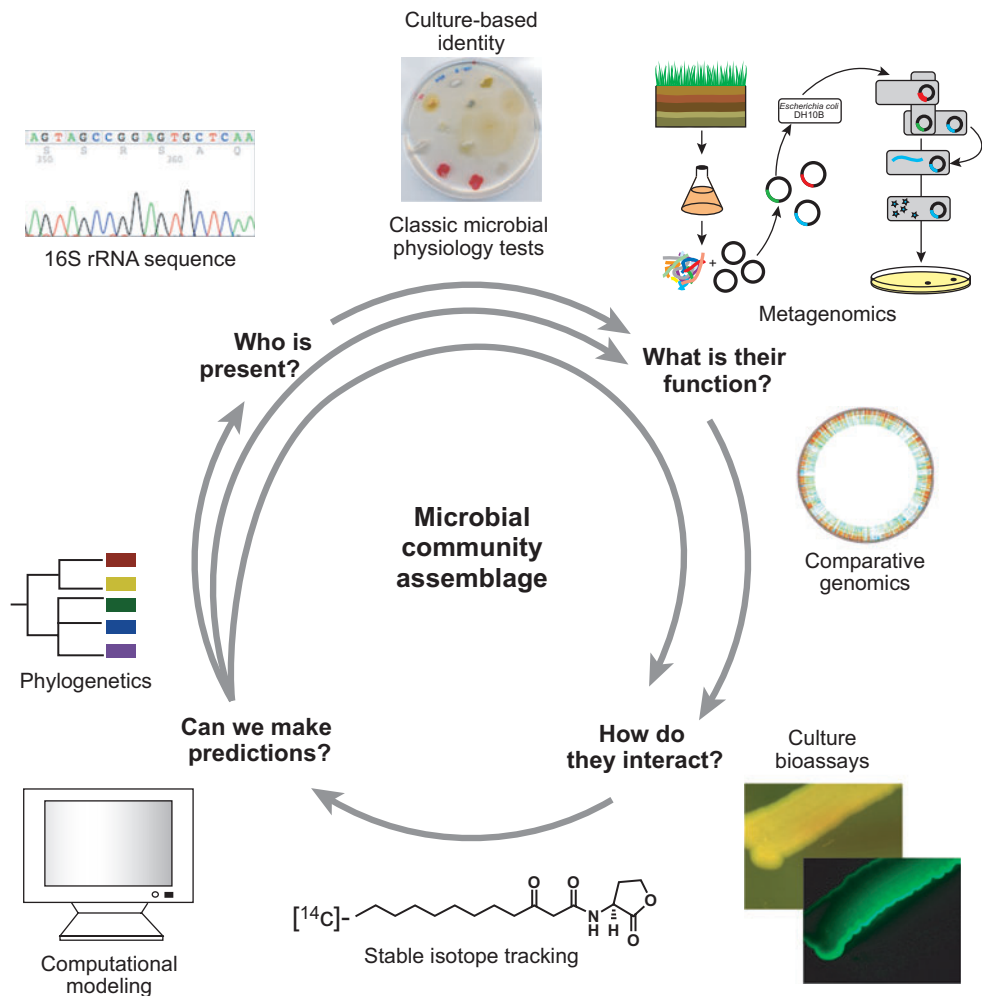 Culture-based
identity
Escherichia coli
DH10B
A G T A G C C G G A G T G C T C A A
S S R S A Q
350 360
16S rRNA sequence
Classic microbial
physiology tests
Metagenomics
Who is
present?
What is their
function?
Microbial
community
assemblage
Comparative
genomics
Phylogenetics
Can we make
predictions?
How do
they interact?
Culture
bioassays
[¹⁴C]-
O O
N
H
H
O
O
Stable isotope tracking
Computational
modeling
+